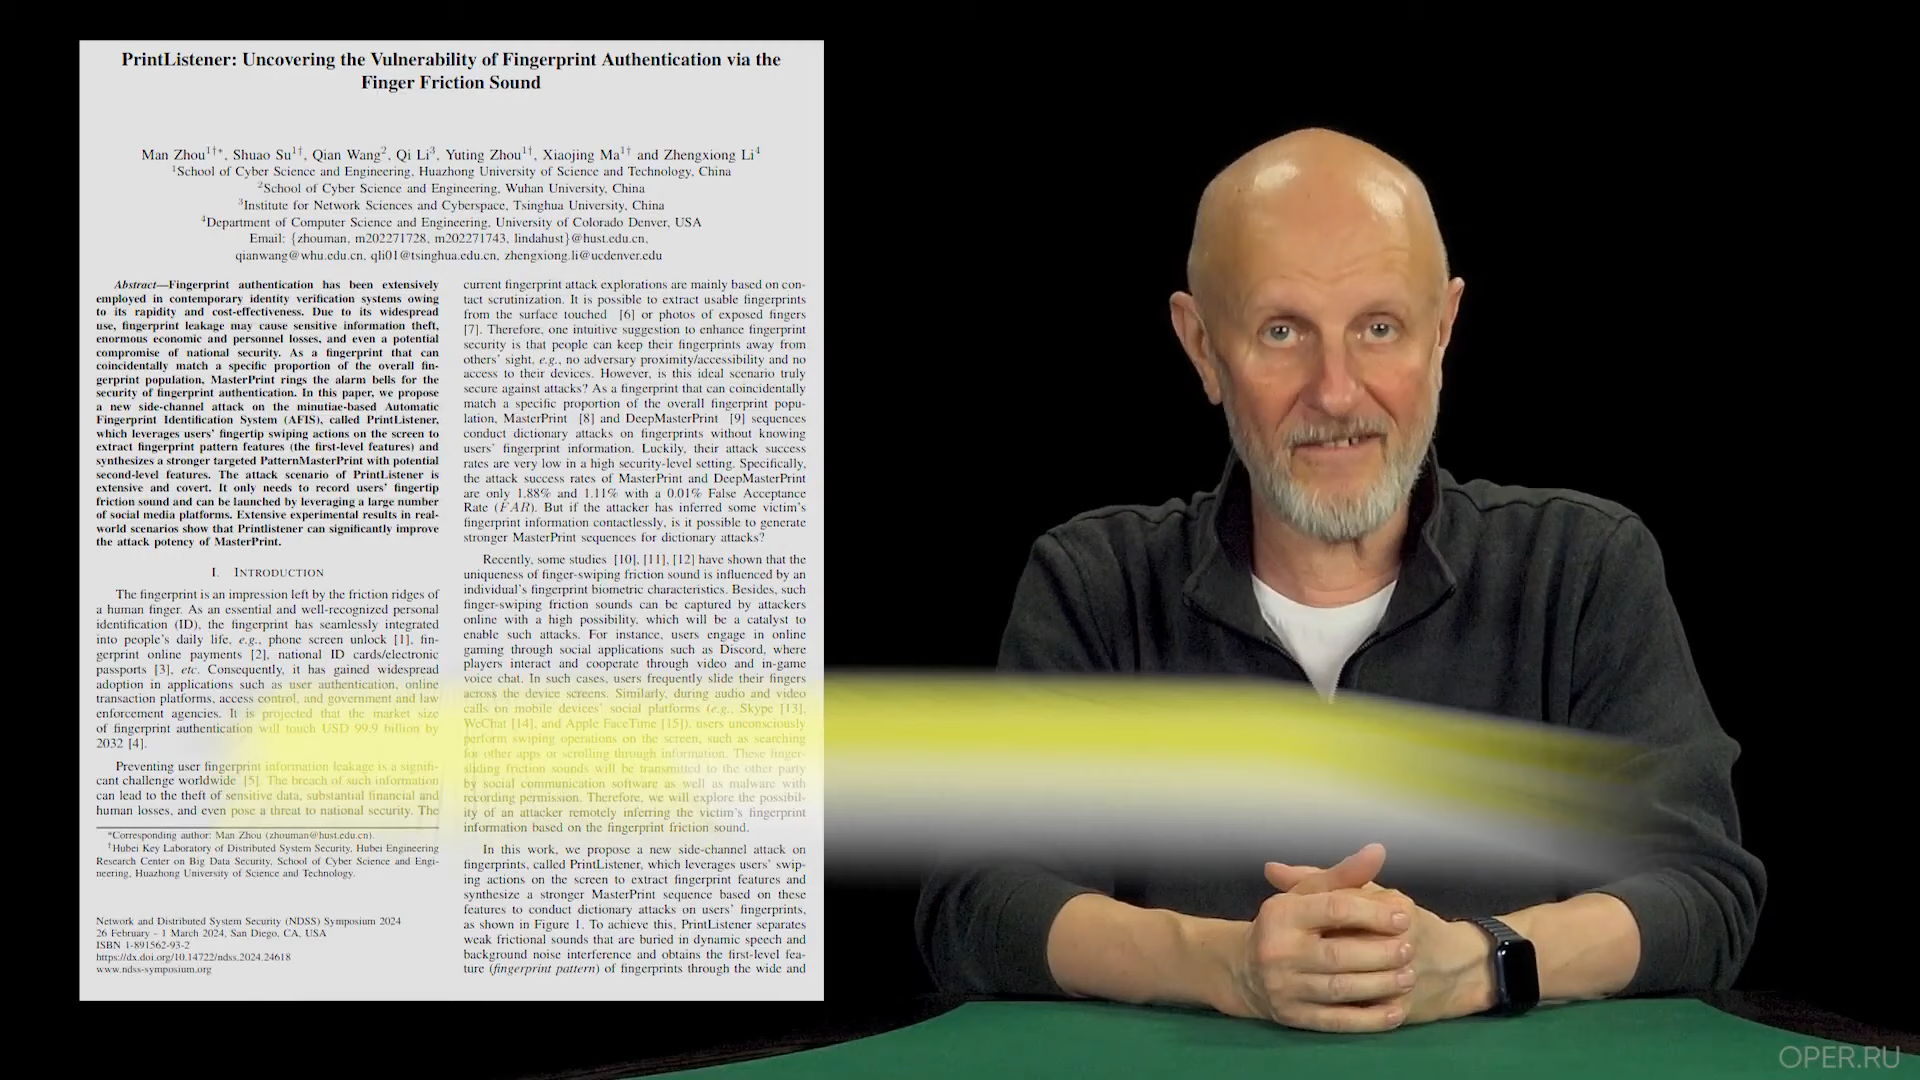 PrintListener: Uncovering the Vulnerability of Fingerprint Authentication via the
Finger Friction Sound
Man Zhou1†*, Shuao Su1†, Qian Wang2, Qi Li3, Yuting Zhou1†, Xiaojing Ma1† and Zhengxiong Li4
1School of Cyber Science and Engineering, Huazhong University of Science and Technology, China
2School of Cyber Science and Engineering, Wuhan University, China
3Institute for Network Sciences and Cyberspace, Tsinghua University, China
4Department of Computer Science and Engineering, University of Colorado Denver, USA
Email: {zhouman, m202271728, m202271743, lindahust}@hust.edu.cn,
qianwang@whu.edu.cn, qli01@tsinghua.edu.cn, zhengxiong.li@ucdenver.edu
Abstract—Fingerprint authentication has been extensively
employed in contemporary identity verification systems owing
to its rapidity and cost-effectiveness. Due to its widespread
use, fingerprint leakage may cause sensitive information theft,
enormous economic and personnel losses, and even a potential
compromise of national security. As a fingerprint that can
coincidentally match a specific proportion of the overall fin-
gerprint population, MasterPrint rings the alarm bells for the
security of fingerprint authentication. In this paper, we propose
a new side-channel attack on the minutiae-based Automatic
Fingerprint Identification System (AFIS), called PrintListener,
which leverages users' fingertip swiping actions on the screen to
extract fingerprint pattern features (the first-level features) and
synthesizes a stronger targeted PatternMasterPrint with potential
second-level features. The attack scenario of PrintListener is
extensive and covert. It only needs to record users' fingertip
friction sound and can be launched by leveraging a large number
of social media platforms. Extensive experimental results in real-
world scenarios show that Printlistener can significantly improve
the attack potency of MasterPrint.
I. INTRODUCTION
The fingerprint is an impression left by the friction ridges of
a human finger. As an essential and well-recognized personal
identification (ID), the fingerprint has seamlessly integrated
into people's daily life, e.g., phone screen unlock [1], fin-
gerprint online payments [2], national ID cards/electronic
passports [3], etc. Consequently, it has gained widespread
adoption in applications such as user authentication, online
transaction platforms, access control, and government and law
enforcement agencies. It is projected that the market size
of fingerprint authentication will touch USD 99.9 billion by
2032 [4].
Preventing user fingerprint information leakage is a signifi-
cant challenge worldwide [5]. The breach of such information
can lead to the theft of sensitive data, substantial financial and
human losses, and even pose a threat to national security. The
*Corresponding author: Man Zhou (zhouman@hust.edu.cn).
†Hubei Key Laboratory of Distributed System Security, Hubei Engineering
Research Center on Big Data Security, School of Cyber Science and Engi-
neering, Huazhong University of Science and Technology.
Network and Distributed System Security (NDSS) Symposium 2024
26 February - 1 March 2024, San Diego, CA, USA
ISBN 1-891562-93-2
https://dx.doi.org/10.14722/ndss.2024.24618
www.ndss-symposium.org
current fingerprint attack explorations are mainly based on con-
tact scrutinization. It is possible to extract usable fingerprints
from the surface touched [6] or photos of exposed fingers
[7]. Therefore, one intuitive suggestion to enhance fingerprint
security is that people can keep their fingerprints away from
others' sight, e.g., no adversary proximity/accessibility and no
access to their devices. However, is this ideal scenario truly
secure against attacks? As a fingerprint that can coincidentally
match a specific proportion of the overall fingerprint popu-
lation, MasterPrint [8] and DeepMasterPrint [9] sequences
conduct dictionary attacks on fingerprints without knowing
users' fingerprint information. Luckily, their attack success
rates are very low in a high security-level setting. Specifically,
the attack success rates of MasterPrint and DeepMasterPrint
are only 1.88% and 1.11% with a 0.01% False Acceptance
Rate (FAR). But if the attacker has inferred some victim's
fingerprint information contactlessly, is it possible to generate
stronger MasterPrint sequences for dictionary attacks?
Recently, some studies [10], [11], [12] have shown that the
uniqueness of finger-swiping friction sound is influenced by an
individual's fingerprint biometric characteristics. Besides, such
finger-swiping friction sounds can be captured by attackers
online with a high possibility, which will be a catalyst to
enable such attacks. For instance, users engage in online
gaming through social applications such as Discord, where
players interact and cooperate through video and in-game
voice chat. In such cases, users frequently slide their fingers
across the device screens. Similarly, during audio and video
calls on mobile devices' social platforms (e.g., Skype [13],
WeChat [14], and Apple FaceTime [15]), users unconsciously
perform swiping operations on the screen, such as searching
for other apps or scrolling through information. These finger-
sliding friction sounds will be transmitted to the other party
by social communication software as well as malware with
recording permission. Therefore, we will explore the possibil-
ity of an attacker remotely inferring the victim's fingerprint
information based on the fingerprint friction sound.
In this work, we propose a new side-channel attack on
fingerprints, called PrintListener, which leverages users' swip-
ing actions on the screen to extract fingerprint features and
synthesize a stronger MasterPrint sequence based on these
features to conduct dictionary attacks on users' fingerprints,
as shown in Figure 1. To achieve this, PrintListener separates
weak frictional sounds that are buried in dynamic speech and
background noise interference and obtains the first-level fea-
ture (fingerprint pattern) of fingerprints through the wide and
OPER.RU